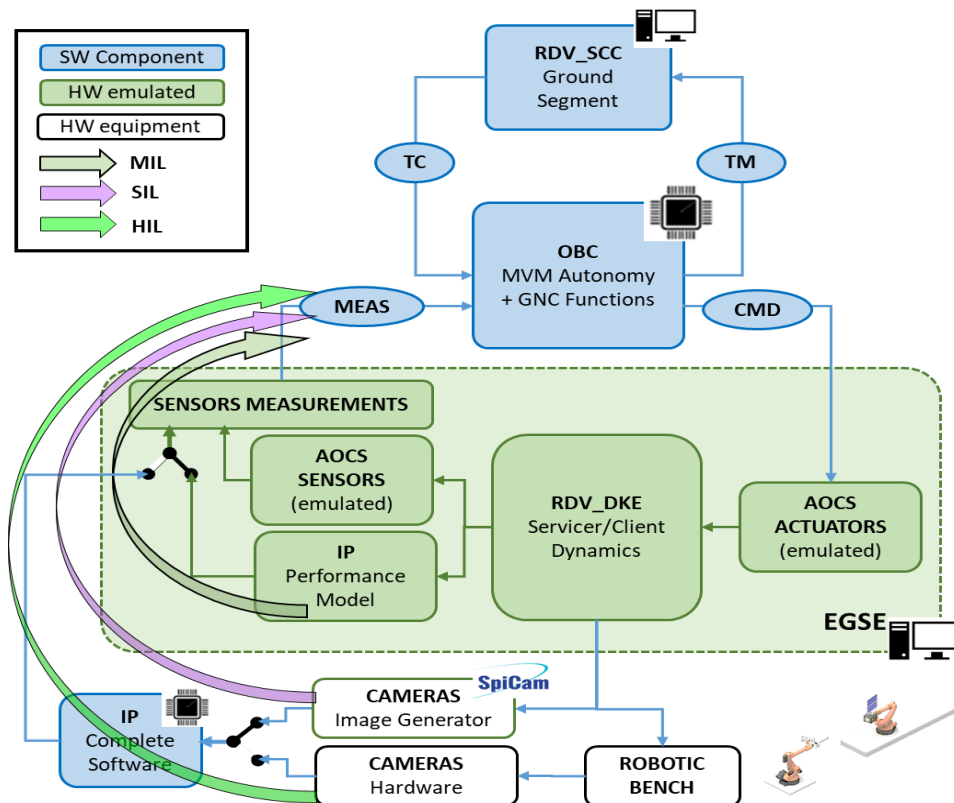 SW Component
HW emulated
HW equipment
MIL
SIL
HIL
RDV_SCC
Ground
Segment
TC
TM
OBC
MVM Autonomy
+ GNC Functions
MEAS
CMD
SENSORS MEASUREMENTS
AOCS
SENSORS
(emulated)
RDV_DKE
Servicer/Client
Dynamics
AOCS
ACTUATORS
(emulated)
IP
Performance
Model
EGSE
CAMERAS
Image Generator
SpiCam
IP
Complete
Software
CAMERAS
Hardware
ROBOTIC
BENCH